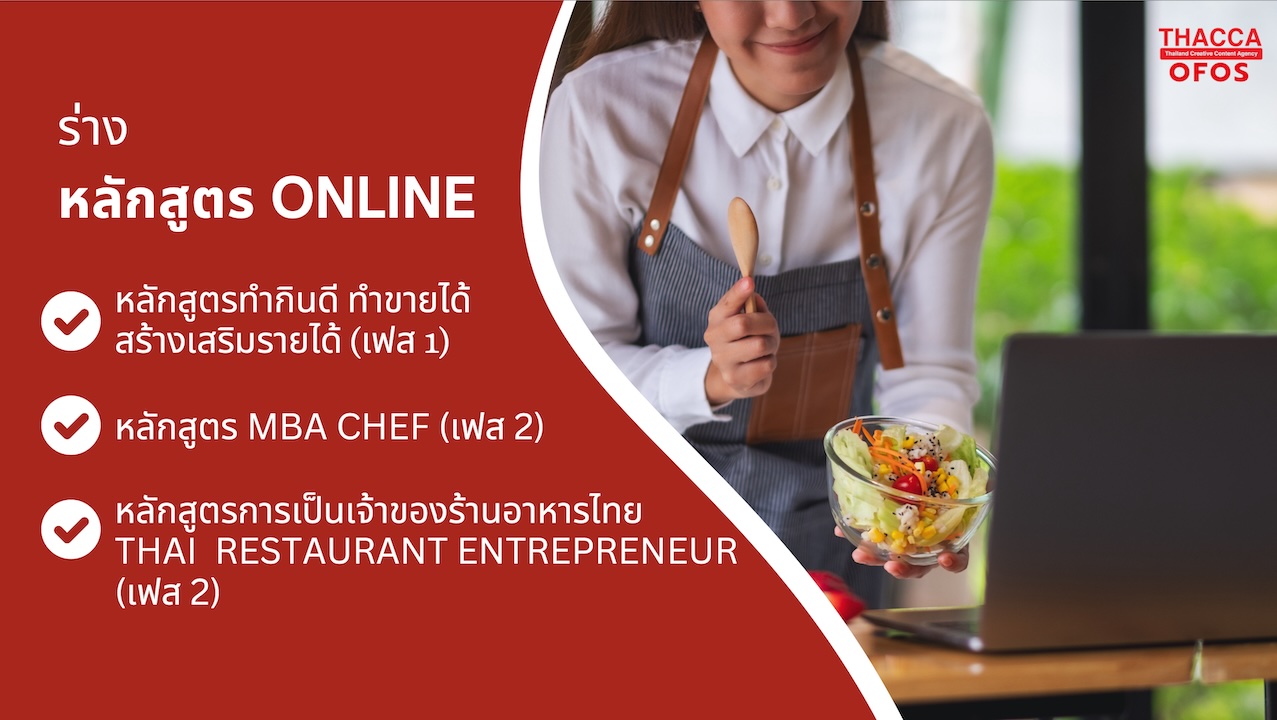 ร่าง
หลักสูตร ONLINE
หลักสูตรทำกินดี ทำขายได้
สร้างเสริมรายได้ (เฟส 1)
หลักสูตร MBA CHEF (เฟส 2)
หลักสูตรการเป็นเจ้าของร้านอาหารไทย
THAI RESTAURANT ENTREPRENEUR
(เฟส 2)
THACCA
Thailand Creative Content Agency
OFOS